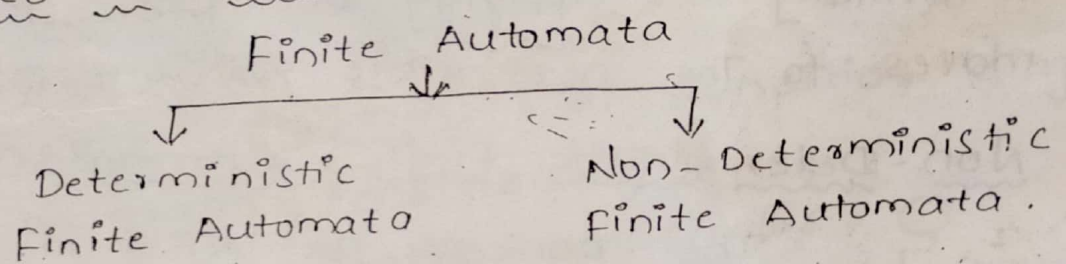 Finite Automata
Deterministic
Finite Automata
Non-Deterministic
Finite Automata.